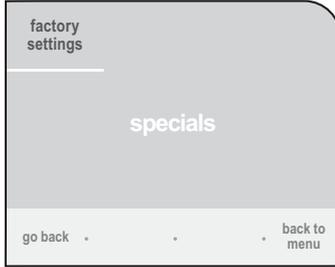 factory
settings
specials
go back
back to
menu